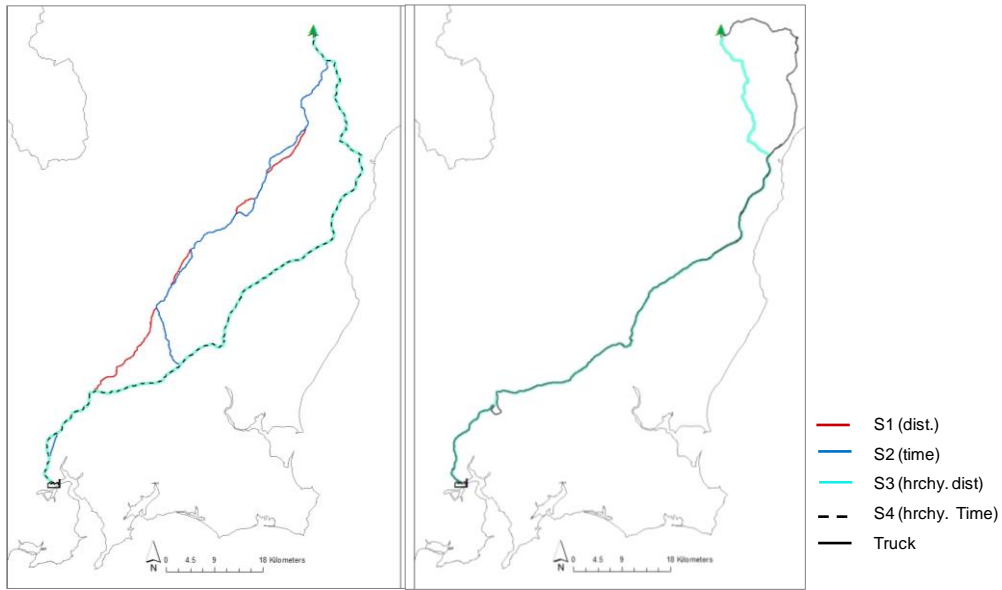 N
0 4.5 9 18 Kilometers
N
0 4.5 9 18 Kilometers
S1 (dist.)
S2 (time)
S3 (hrchy. dist)
S4 (hrchy. Time)
Truck